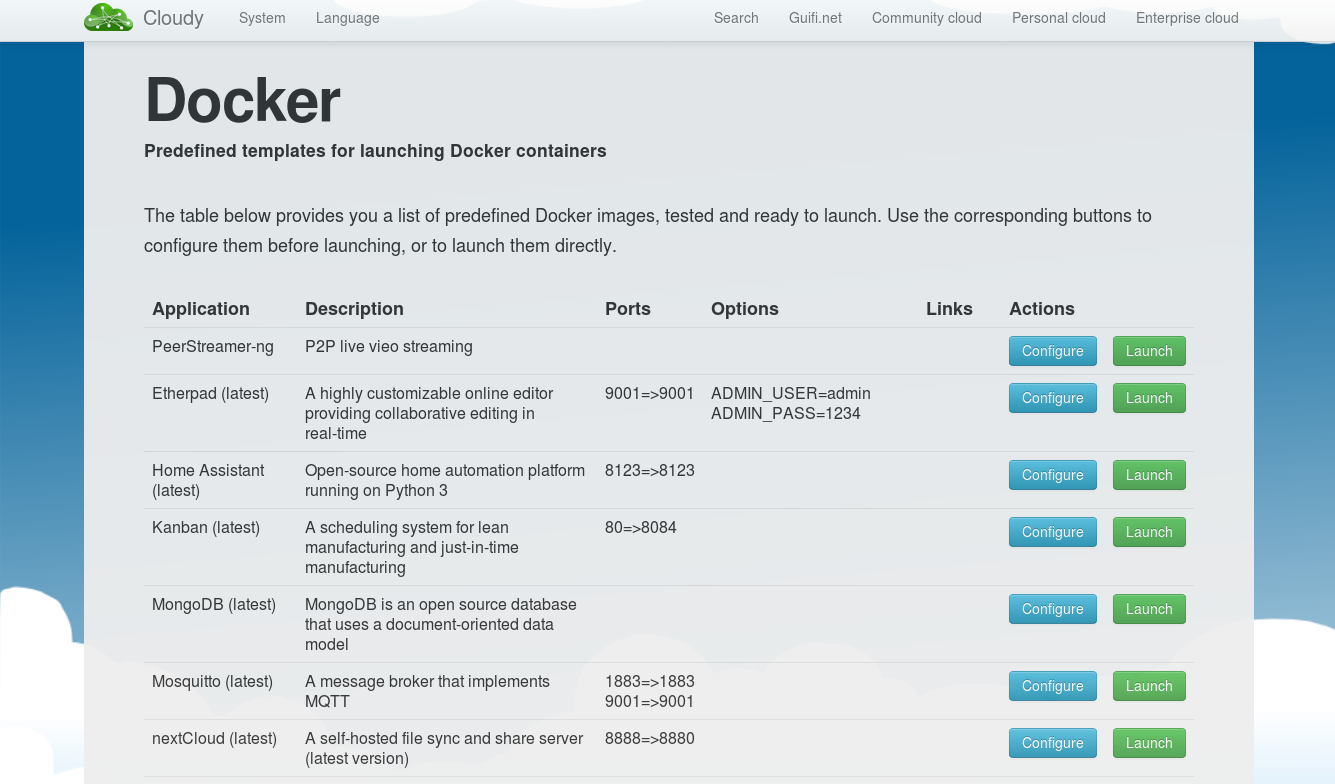 Cloudy System Language Search Guifi.net Community cloud Personal cloud Enterprise cloud
Docker
Predefined templates for launching Docker containers
The table below provides you a list of predefined Docker images, tested and ready to launch. Use the corresponding buttons to
configure them before launching, or to launch them directly.
Application Description Ports Options Links Actions
PeerStreamer-ng P2P live vieo streaming Configure Launch
Etherpad (latest) A highly customizable online editor 9001=>9001 ADMIN_USER=admin Configure Launch
providing collaborative editing in ADMIN_PASS=1234
real-time
Home Assistant Open-source home automation platform 8123=>8123 Configure Launch
(latest) running on Python 3
Kanban (latest) A scheduling system for lean 80=>8084 Configure Launch
manufacturing and just-in-time
manufacturing
MongoDB (latest) MongoDB is an open source database Configure Launch
that uses a document-oriented data
model
Mosquitto (latest) A message broker that implements 1883=>1883 Configure Launch
MQTT 9001=>9001
nextCloud (latest) A self-hosted file sync and share server 8888=>8880 Configure Launch
(latest version)